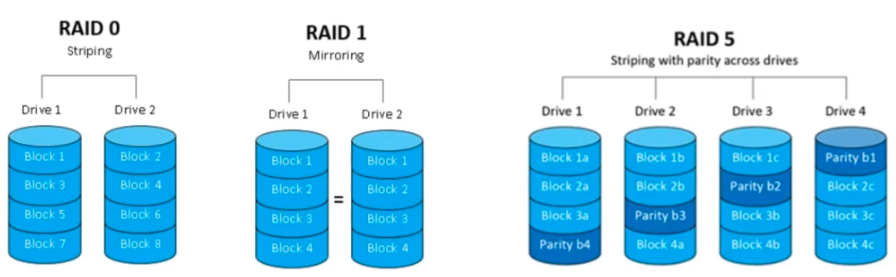 RAID 0
Striping
Drive 1 Drive 2
Block 1 Block 2
Block 3 Block 4
Block 5 Block 6
Block 7 Block 8
RAID 1
Mirroring
Drive 1 Drive 2
Block 1 Block 1
Block 2 Block 2
=
Block 3 Block 3
Block 4 Block 4
RAID 5
Striping with parity across drives
Drive 1 Drive 2 Drive 3 Drive 4
Block 1a Block 1b Block 1c Parity b1
Block 2a Block 2b Parity b2 Block 2c
Block 3a Parity b3 Block 3b Block 3c
Parity b4 Block 4a Block 4b Block 4c